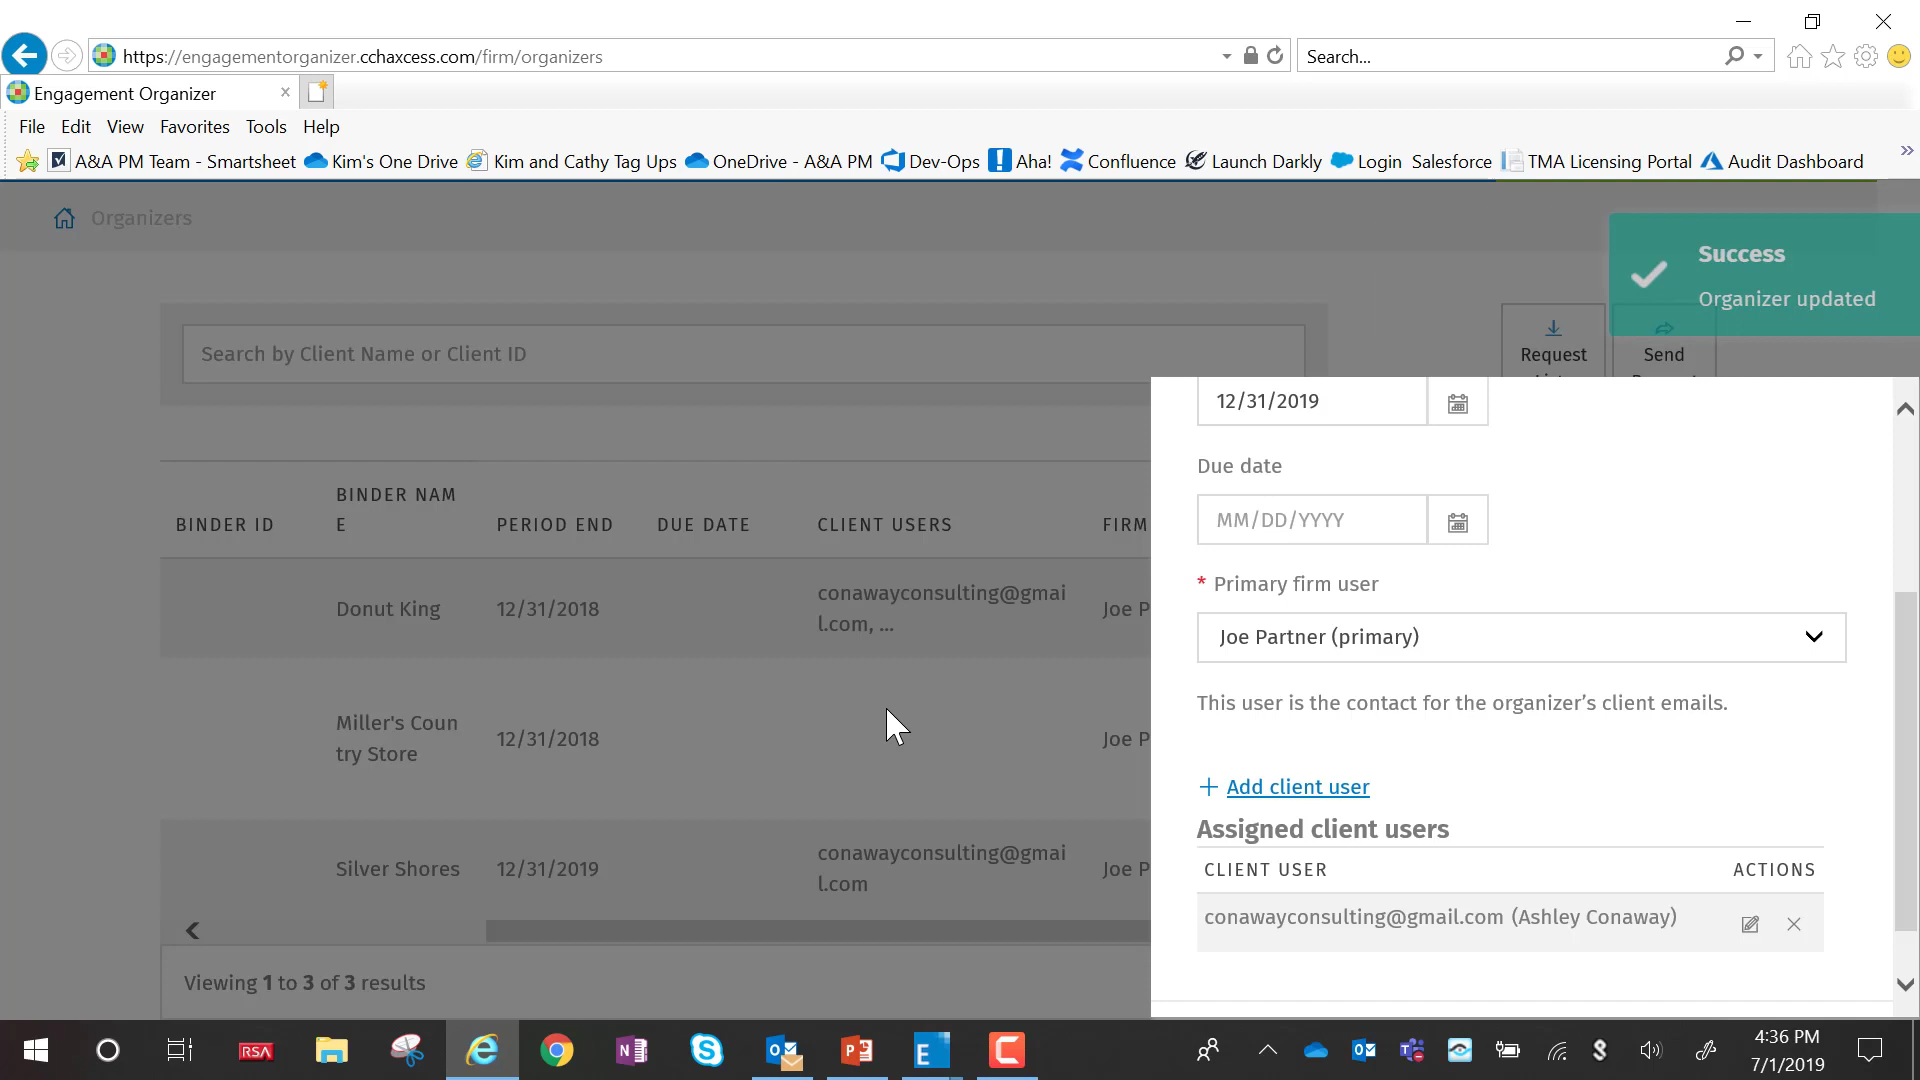 https://engagementorganizer.cchaxcess.com/firm/organizers
Search...
Engagement Organizer
File Edit View Favorites Tools Help
A&A PM Team - Smartsheet Kim's One Drive Kim and Cathy Tag Ups OneDrive - A&A PM Dev-Ops Aha! Confluence Launch Darkly Login Salesforce TMA Licensing Portal Audit Dashboard
Organizers
Success
Organizer updated
Search by Client Name or Client ID
Request
Send
12/31/2019
Due date
MM/DD/YYYY
* Primary firm user
Joe Partner (primary)
This user is the contact for the organizer's client emails.
+ Add client user
Assigned client users
CLIENT USER ACTIONS
conawayconsulting@gmail.com (Ashley Conaway)
BINDER NAM
BINDER ID E PERIOD END DUE DATE CLIENT USERS FIRM
Donut King 12/31/2018 conawayconsulting@gmai
l.com, ... Joe P
Miller's Coun
try Store 12/31/2018 Joe P
Silver Shores 12/31/2019 conawayconsulting@gmai
l.com Joe P
Viewing 1 to 3 of 3 results
RSA
4:36 PM
7/1/2019